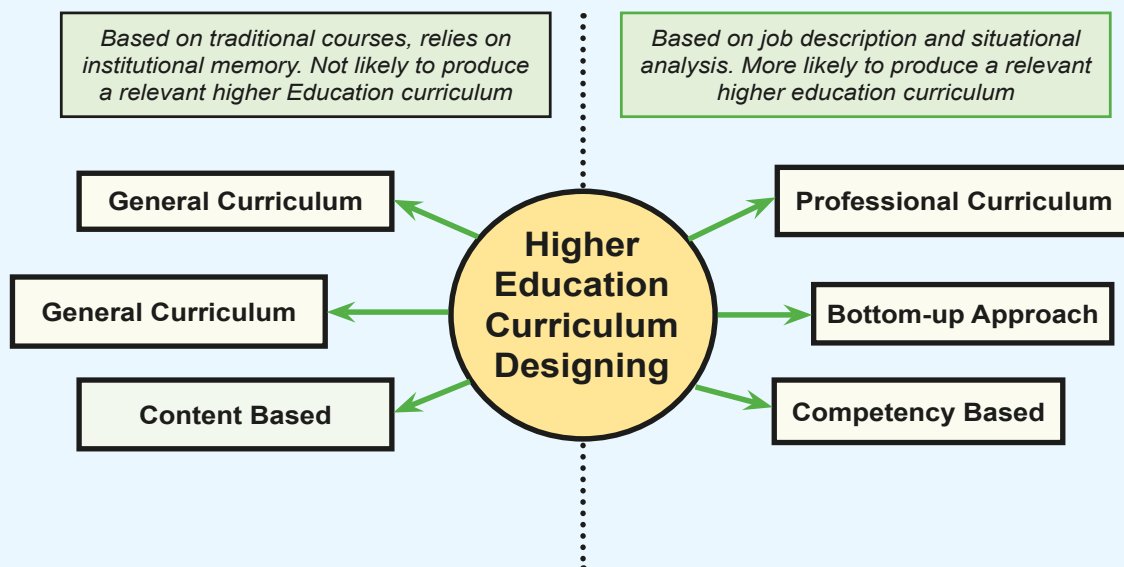 Based on traditional courses, relies on
institutional memory. Not likely to produce
a relevant higher Education curriculum
Based on job description and situational
analysis. More likely to produce a relevant
higher education curriculum
General Curriculum
General Curriculum
Content Based
Higher
Education
Curriculum
Designing
Professional Curriculum
Bottom-up Approach
Competency Based